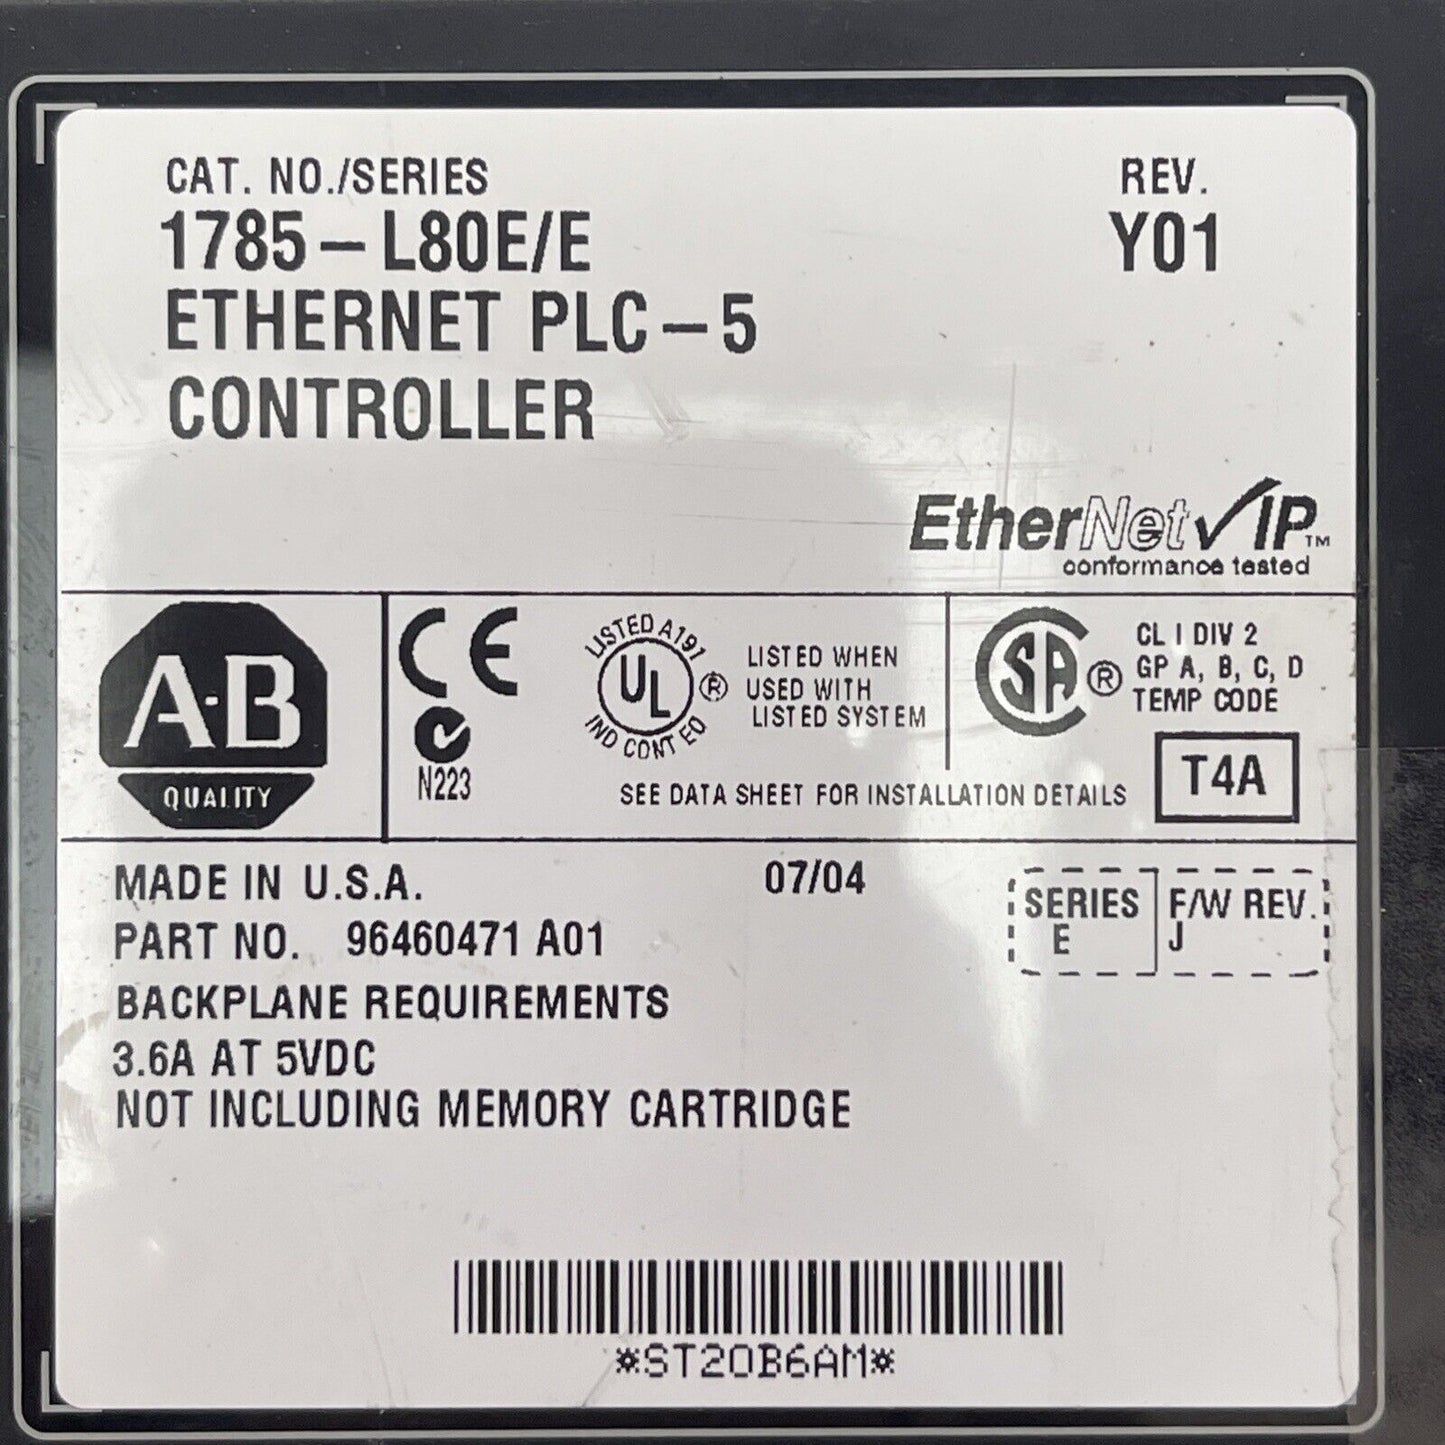 CAT. NO./SERIES
REV.
1785-L80E/E
Y01
ETHERNET PLC-5
CONTROLLER
EtherNet/IP™
conformance tested
A-B
QUALITY
CE
N223
LISTED A191
UL ®
IND CONT EQ
LISTED WHEN
USED WITH
LISTED SYSTEM
SA ®
CL I DIV 2
GP A, B, C, D
TEMP CODE
T4A
SEE DATA SHEET FOR INSTALLATION DETAILS
MADE IN U.S.A.
07/04
PART NO. 96460471 A01
SERIES
E
F/W REV.
J
BACKPLANE REQUIREMENTS
3.6A AT 5VDC
NOT INCLUDING MEMORY CARTRIDGE
*ST20B6AM*